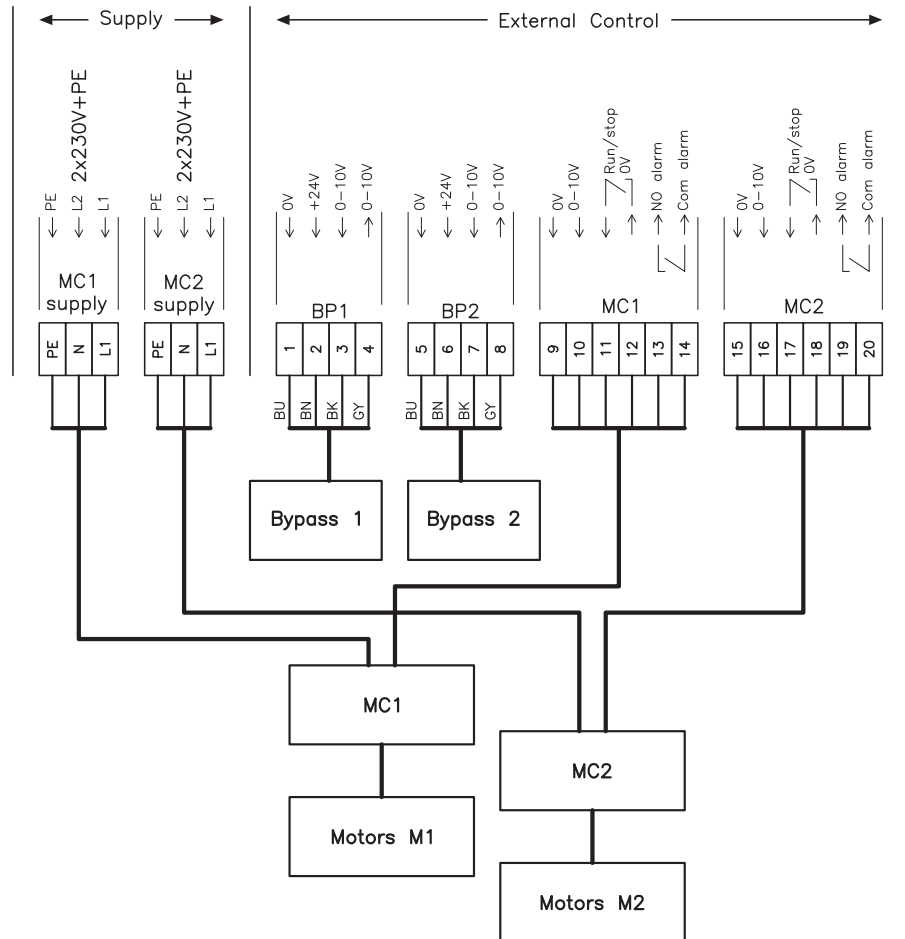 Supply
External Control
2x230V+PE
2x230V+PE
PE
L2
L1
PE
L2
L1
0V
+24V
0-10V
0-10V
0V
+24V
0-10V
0-10V
0V
0-10V
Run/stop
0V
NO alarm
Com alarm
0V
0-10V
Run/stop
0V
NO alarm
Com alarm
MC1
supply
MC2
supply
BP1
BP2
MC1
MC2
PE
N
L1
PE
N
L1
1
2
3
4
5
6
7
8
9
10
11
12
13
14
15
16
17
18
19
20
BU
BN
BK
GY
BU
BN
BK
GY
Bypass 1
Bypass 2
MC1
MC2
Motors M1
Motors M2